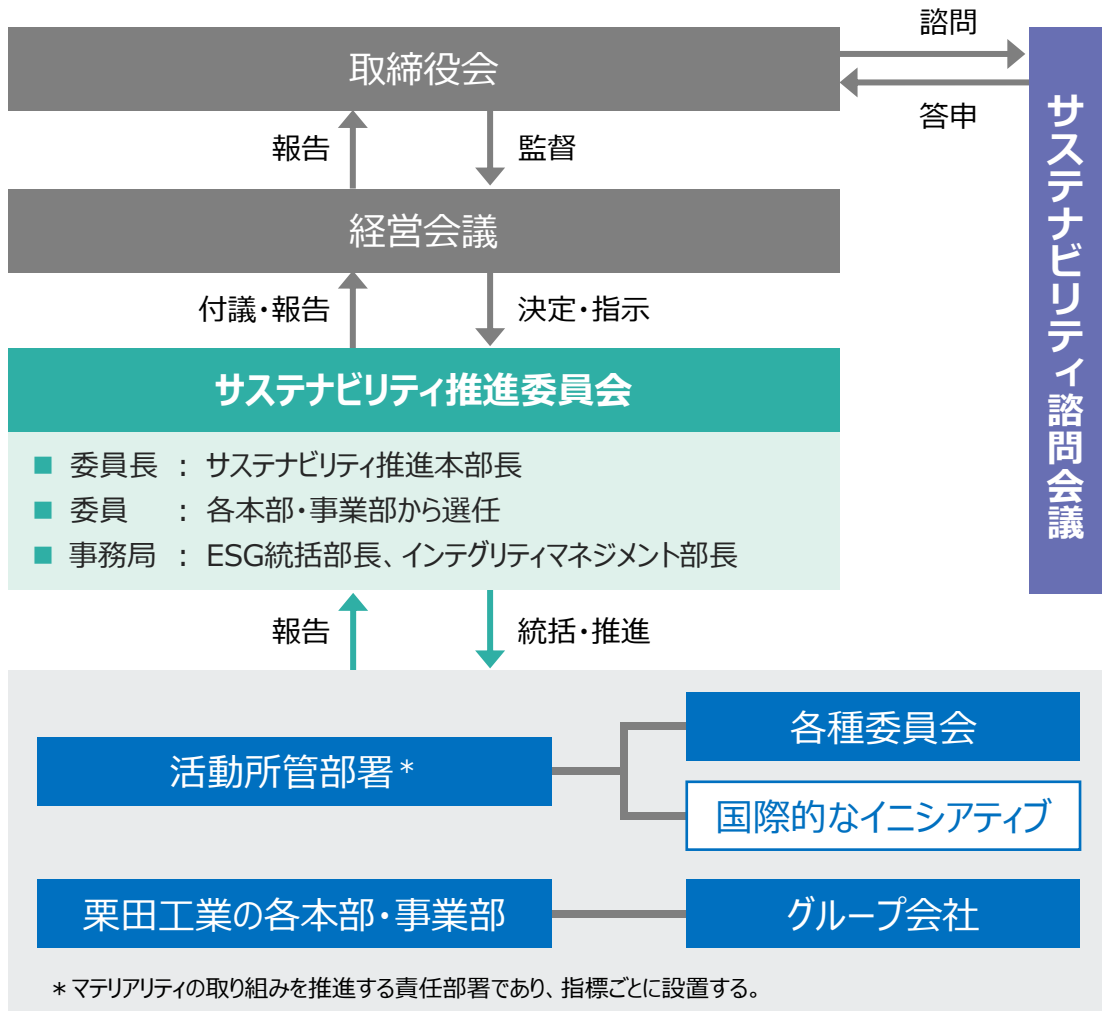 諮問
取締役会
答申
サステナビリティ諮問会議
報告
監督
経営会議
付議・報告
決定・指示
サステナビリティ推進委員会
■ 委員長 : サステナビリティ推進本部長
■ 委員 : 各本部・事業部から選任
■ 事務局 : ESG統括部長、インテグリティマネジメント部長
報告
統括・推進
活動所管部署*
各種委員会
国際的なイニシアティブ
栗田工業の各本部・事業部
グループ会社
* マテリアリティの取り組みを推進する責任部署であり、指標ごとに設置する。